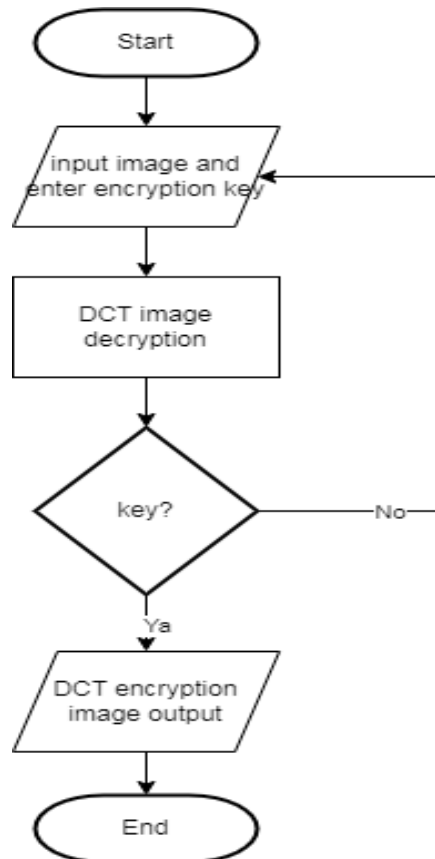 Start
input image and
enter encryption key
DCT image
decryption
key?
No
Ya
DCT encryption
image output
End